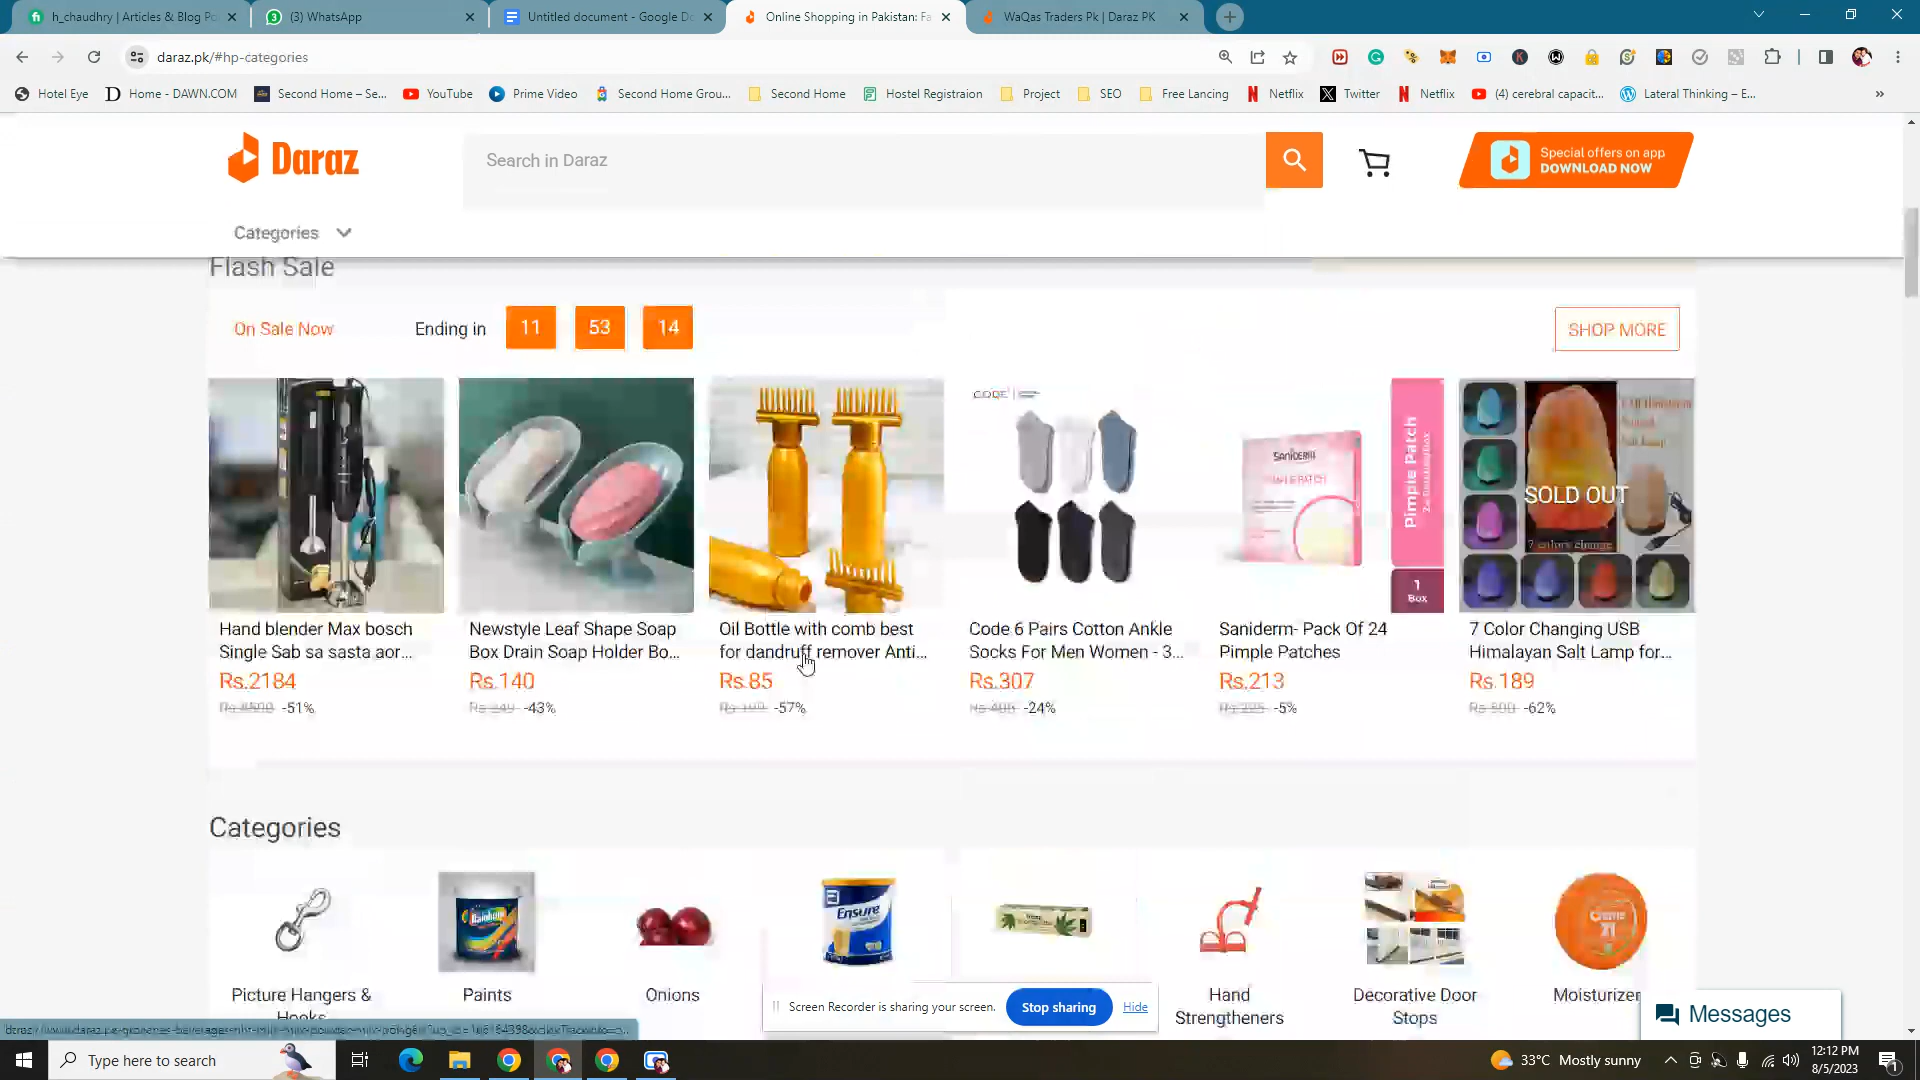 h_chaudhry | Articles & Blog Po
(3) WhatsApp
Untitled document - Google Do
Online Shopping in Pakistan: Fa
WaQas Traders Pk | Daraz PK
daraz.pk/#hp-categories
Hotel Eye
Home - DAWN.COM
Second Home – Se...
YouTube
Prime Video
Second Home Grou...
Second Home
Hostel Registraion
Project
SEO
Free Lancing
Netflix
Twitter
Netflix
(4) cerebral capacit...
Lateral Thinking – E...
Daraz
Search in Daraz
Special offers on app
DOWNLOAD NOW
Categories
Flash Sale
On Sale Now
Ending in
11
53
14
SHOP MORE
CODE
SANIDERM
Pimple Patch
1
Box
SOLD OUT
7 colors change
Hand blender Max bosch
Single Sab sa sasta aor...
Rs.2184
-51%
Newstyle Leaf Shape Soap
Box Drain Soap Holder Bo...
Rs.140
-43%
Oil Bottle with comb best
for dandruff remover Anti...
Rs.85
-57%
Code 6 Pairs Cotton Ankle
Socks For Men Women - 3...
Rs.307
-24%
Saniderm- Pack Of 24
Pimple Patches
Rs.213
-5%
7 Color Changing USB
Himalayan Salt Lamp for...
Rs.189
-62%
Categories
Ensure
Picture Hangers &
Hooks
Paints
Onions
Hand
Strengtheners
Decorative Door
Stops
Moisturizer
Screen Recorder is sharing your screen.
Stop sharing
Hide
Messages
Type here to search
33°C Mostly sunny
12:12 PM
8/5/2023
1